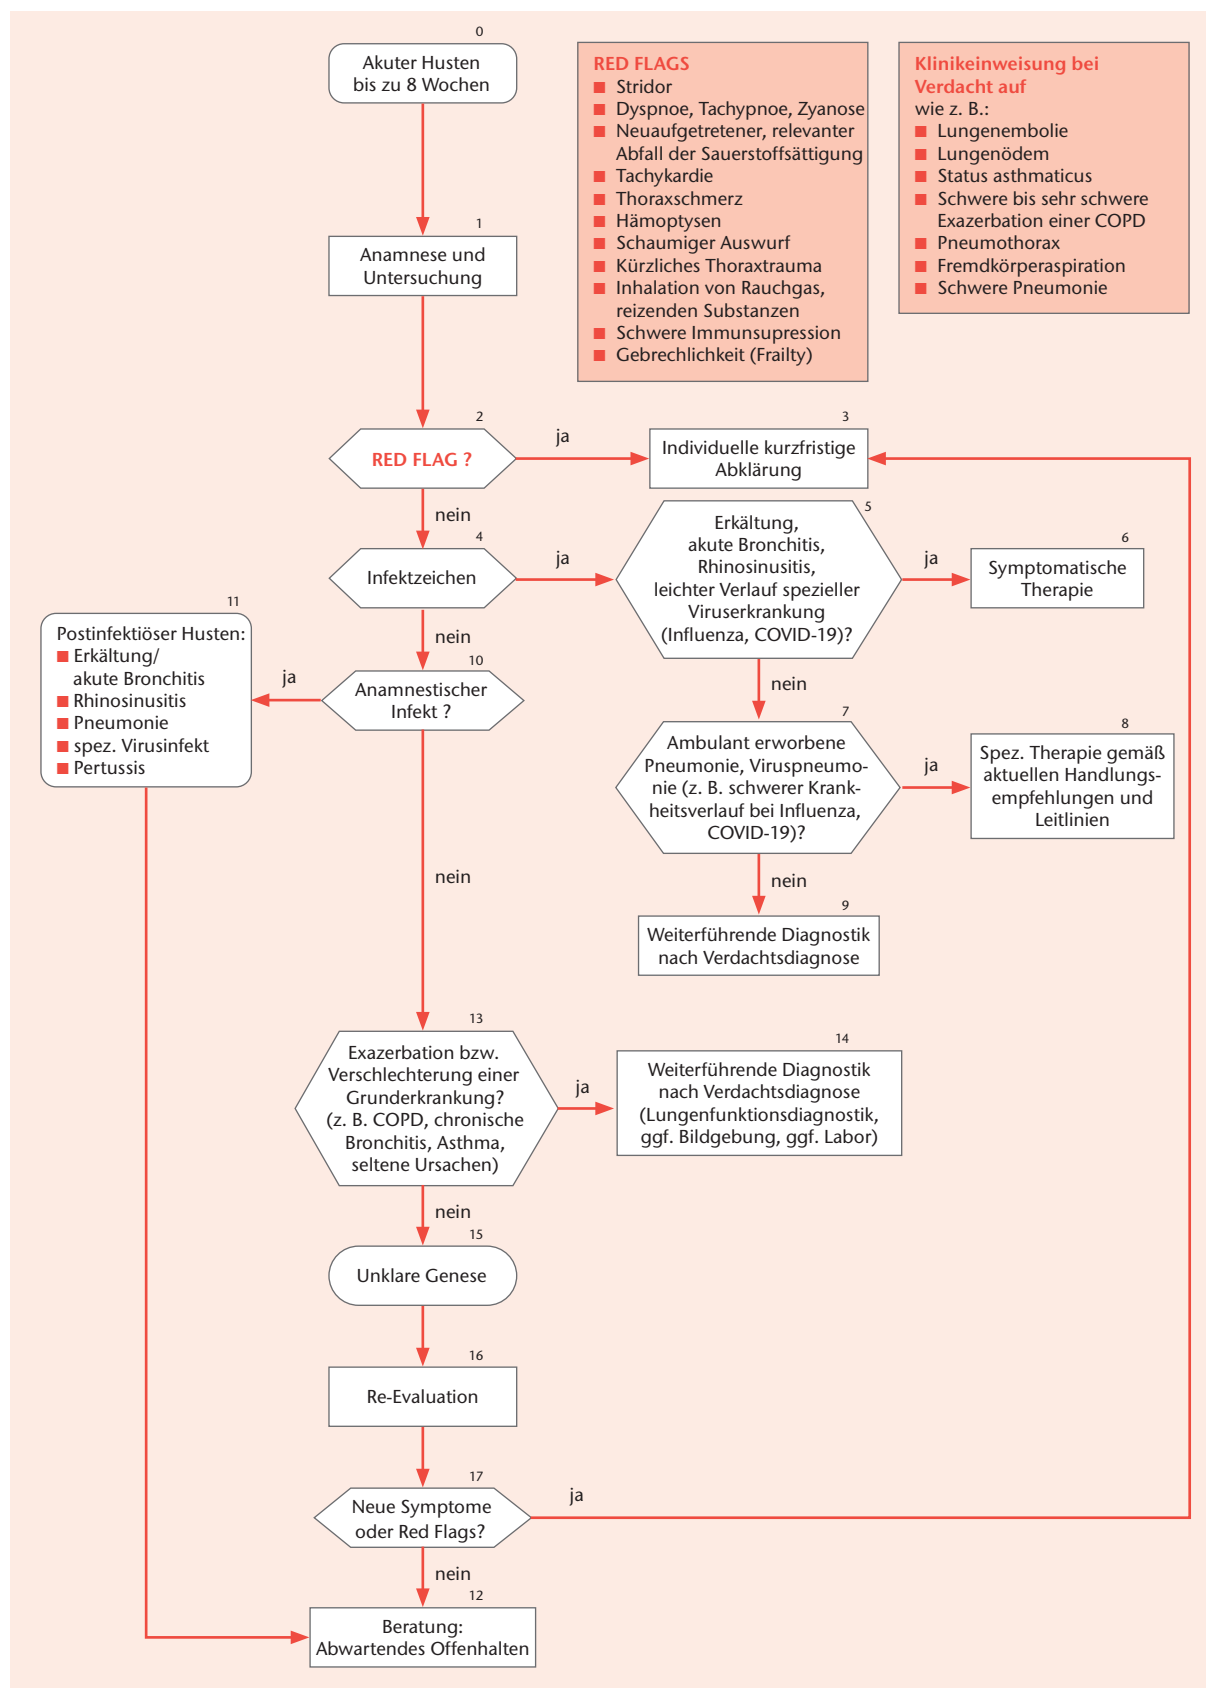 0
Akuter Husten
bis zu 8 Wochen
RED FLAGS
Stridor
Dyspnoe, Tachypnoe, Zyanose
Neuaufgetretener, relevanter
Abfall der Sauerstoffsättigung
Tachykardie
Thoraxschmerz
Hämoptysen
Schaumiger Auswurf
Kürzliches Thoraxtrauma
Inhalation von Rauchgas,
reizenden Substanzen
Schwere Immunsupression
Gebrechlichkeit (Frailty)
Klinikeinweisung bei
Verdacht auf
wie z. B.:
Lungenembolie
Lungenödem
Status asthmaticus
Schwere bis sehr schwere
Exazerbation einer COPD
Pneumothorax
Fremdkörperaspiration
Schwere Pneumonie
1
Anamnese und
Untersuchung
2
RED FLAG ?
ja
3
Individuelle kurzfristige
Abklärung
nein
4
Infektzeichen
ja
5
Erkältung,
akute Bronchitis,
Rhinosinusitis,
leichter Verlauf spezieller
Viruserkrankung
(Influenza, COVID-19)?
ja
6
Symptomatische
Therapie
nein
7
Ambulant erworbene
Pneumonie, Viruspneumo-
nie (z. B. schwerer Krank-
heitsverlauf bei Influenza,
COVID-19)?
ja
8
Spez. Therapie gemäß
aktuellen Handlungs-
empfehlungen und
Leitlinien
nein
9
Weiterführende Diagnostik
nach Verdachtsdiagnose
nein
10
Anamnestischer
Infekt ?
ja
11
Postinfektiöser Husten:
Erkältung/
akute Bronchitis
Rhinosinusitis
Pneumonie
spez. Virusinfekt
Pertussis
nein
13
Exazerbation bzw.
Verschlechterung einer
Grunderkrankung?
(z. B. COPD, chronische
Bronchitis, Asthma,
seltene Ursachen)
ja
14
Weiterführende Diagnostik
nach Verdachtsdiagnose
(Lungenfunktionsdiagnostik,
ggf. Bildgebung, ggf. Labor)
nein
15
Unklare Genese
16
Re-Evaluation
17
Neue Symptome
oder Red Flags?
ja
nein
12
Beratung:
Abwartendes Offenhalten